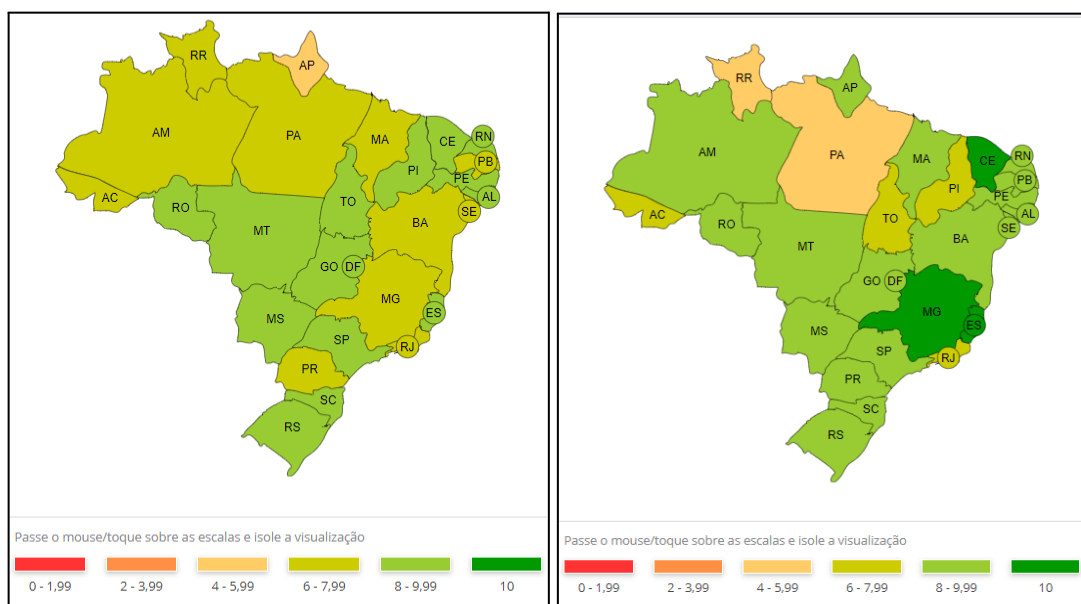 RR
AP
AM
PA
MA
CE
RN
PI
PB
PE
AC
TO
AL
RO
SE
BA
MT
GO
DF
MG
ES
MS
SP
RJ
PR
SC
RS
Passe o mouse/toque sobre as escalas e isole a visualização
0 - 1,99
2 - 3,99
4 - 5,99
6 - 7,99
8 - 9,99
10
RR
AP
AM
PA
MA
CE
RN
PI
PB
PE
AC
TO
AL
RO
SE
BA
MT
GO
DF
MG
ES
MS
SP
RJ
PR
SC
RS
Passe o mouse/toque sobre as escalas e isole a visualização
0 - 1,99
2 - 3,99
4 - 5,99
6 - 7,99
8 - 9,99
10